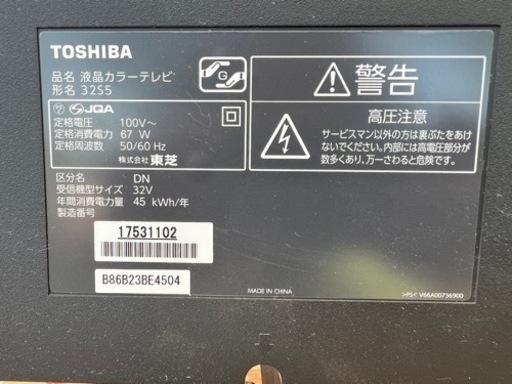 TOSHIBA
品名 液晶カラーテレビ
形名 32S5
G
JQA
定格電圧 100V～
定格消費電力 67 W
定格周波数 50/60 Hz
株式会社 東芝
区分名 DN
受信機型サイズ 32V
年間消費電力量 45 kWh/年
製造番号
17531102
B86B23BE4504
警告
高圧注意
サービスマン以外の方は裏ぶたをあけ
ないでください。内部には高電圧部分が
数多くあり、万一さわると危険です。
MADE IN CHINA
>PS< V66A00736900